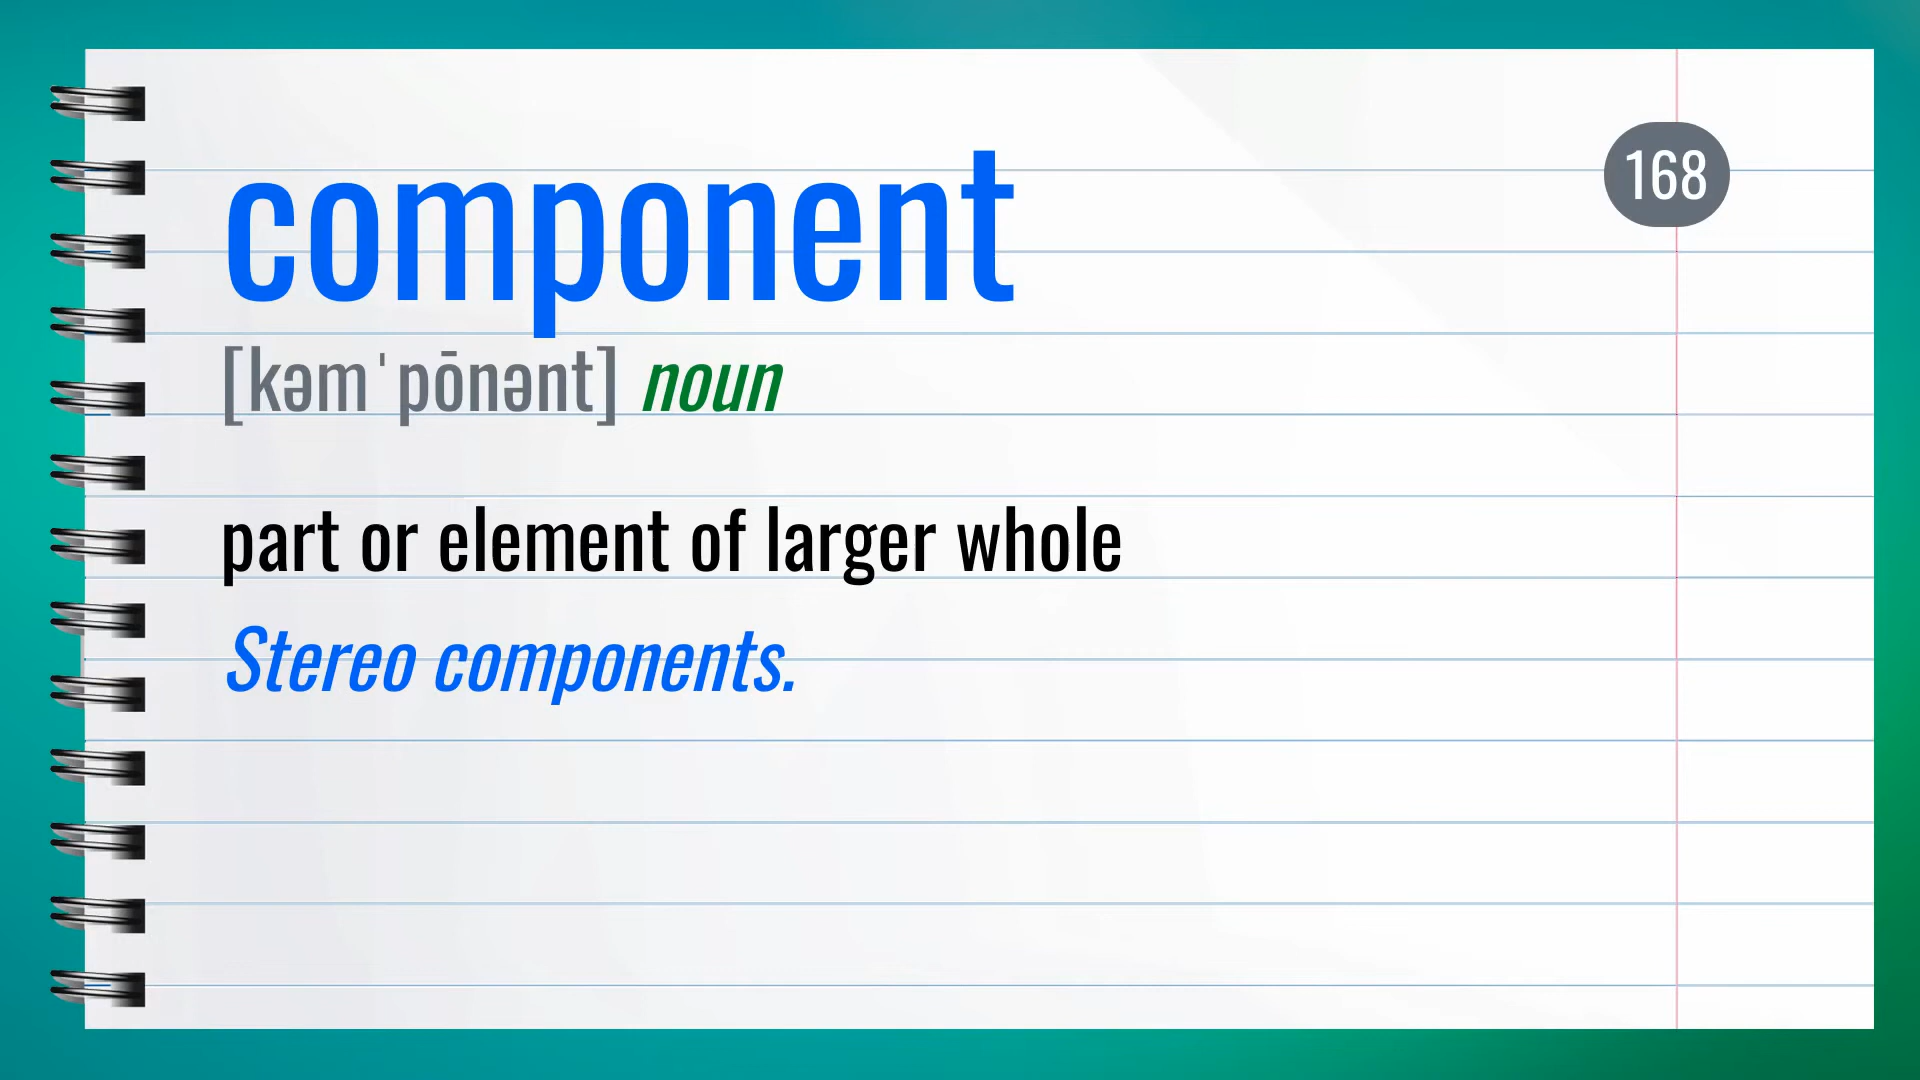 component
168
[kəmˈpōnənt] noun
part or element of larger whole
Stereo components.